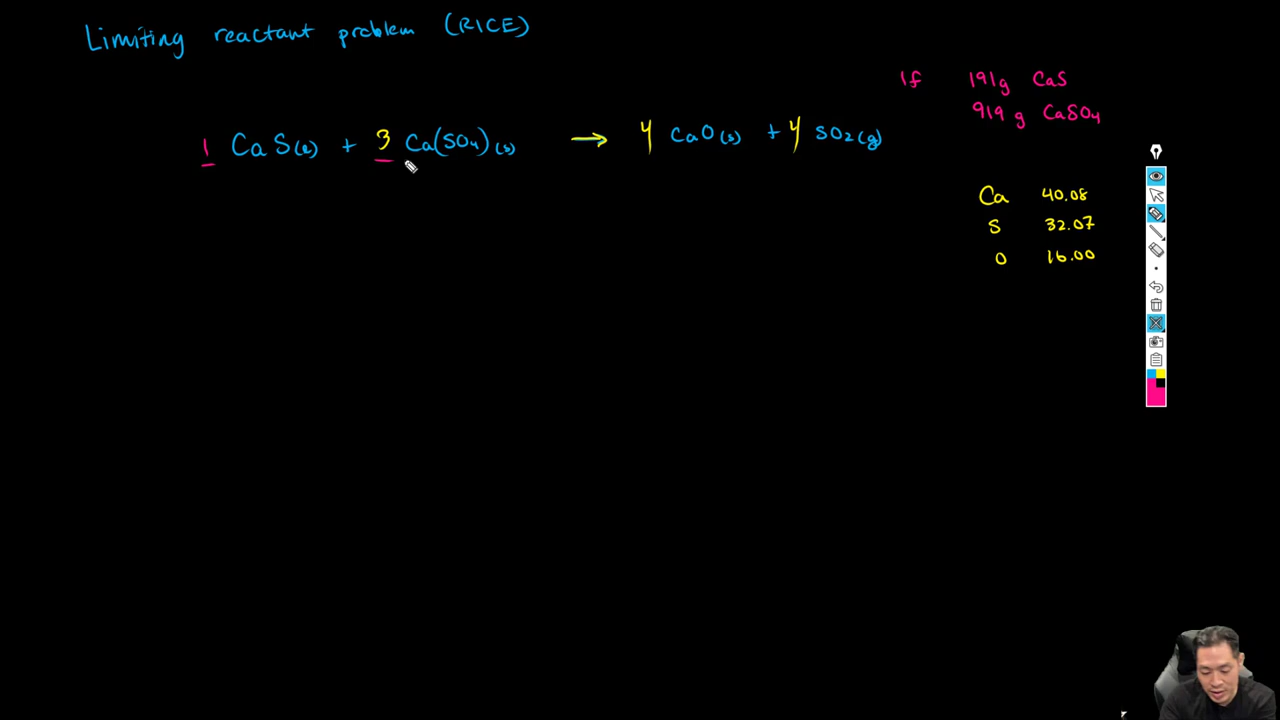 Limiting reactant problem (RICE)
If 191g CaS
919 g CaSO4
1 CaS(s) + 3 Ca(SO4)(s) → 4 CaO(s) + 4 SO2(g)
Ca 40.08
S 32.07
O 16.00